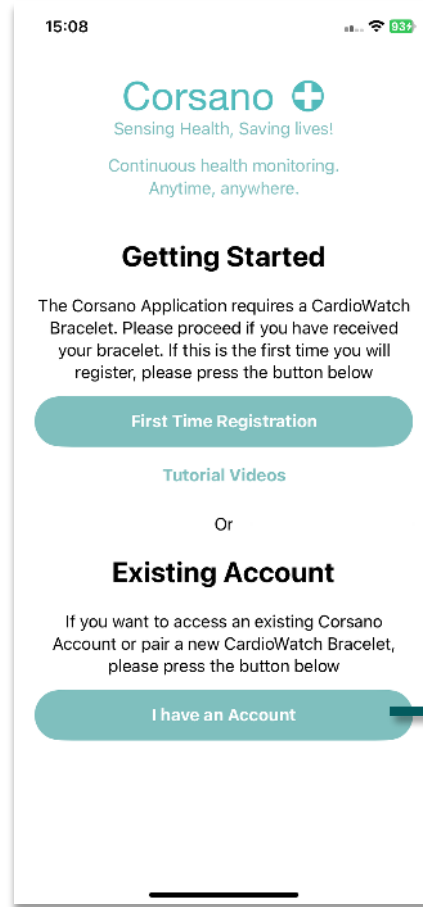 15:08
93
Corsano
Sensing Health, Saving lives!
Continuous health monitoring.
Anytime, anywhere.
Getting Started
The Corsano Application requires a CardioWatch
Bracelet. Please proceed if you have received
your bracelet. If this is the first time you will
register, please press the button below
First Time Registration
Tutorial Videos
Or
Existing Account
If you want to access an existing Corsano
Account or pair a new CardioWatch Bracelet,
please press the button below
I have an Account